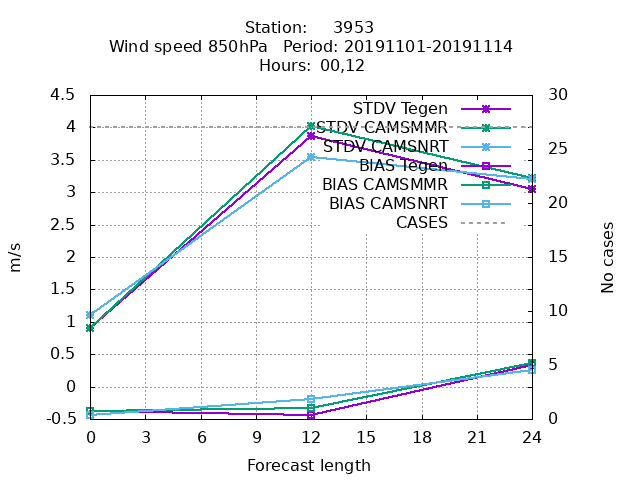 Station: 3953
Wind speed 850hPa Period: 20191101-20191114
Hours: 00,12
4.5
4
3.5
3
2.5
2
1.5
1
0.5
0
-0.5
m/s
STDV Tegen
STDV CAMSMMR
STDV CAMSNRT
BIAS Tegen
BIAS CAMSMMR
BIAS CAMSNRT
CASES
30
25
20
15
10
5
0
No cases
0 3 6 9 12 15 18 21 24
Forecast length